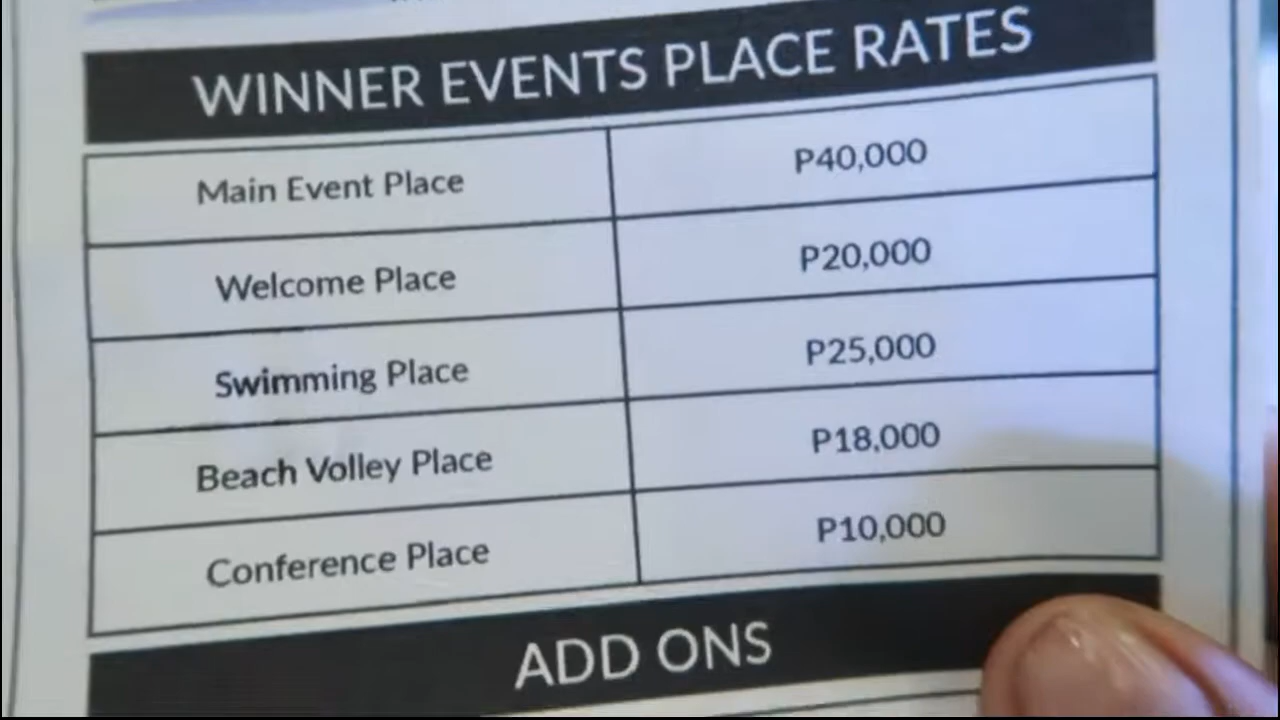 WINNER EVENTS PLACE RATES
Main Event Place P40,000
Welcome Place P20,000
Swimming Place P25,000
Beach Volley Place P18,000
Conference Place P10,000
ADD ONS